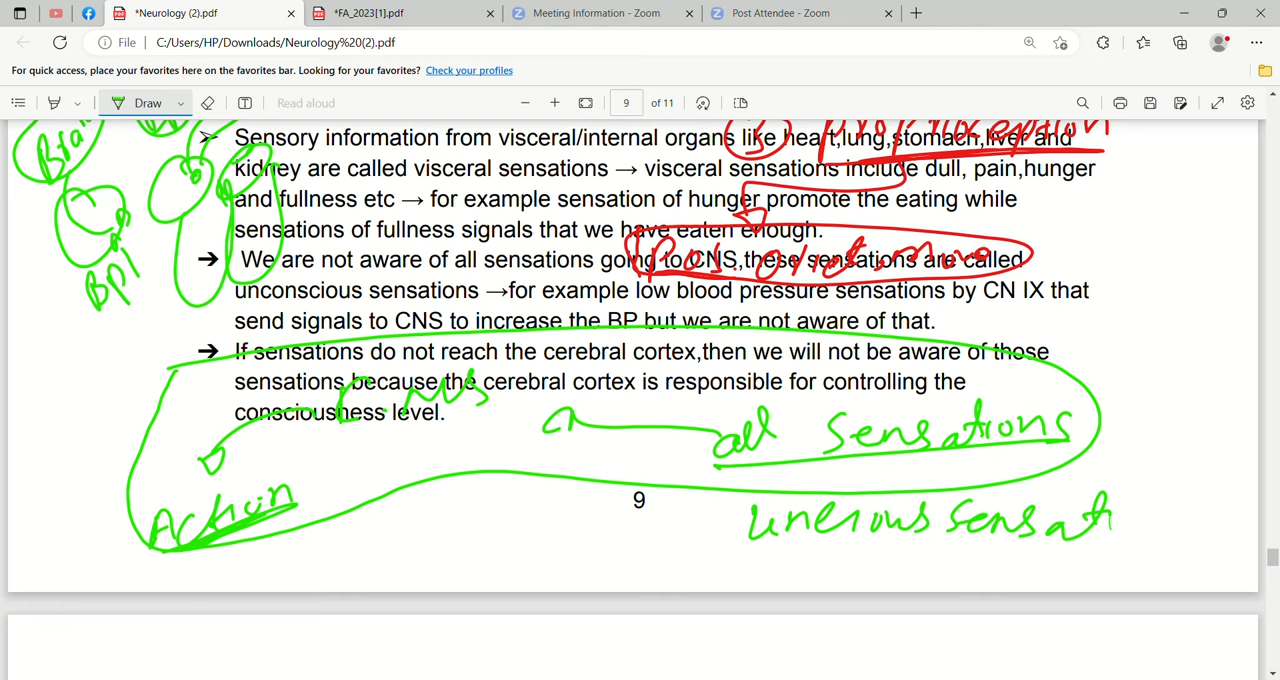 *Neurology (2).pdf
*FA_2023[1].pdf
Meeting Information - Zoom
Post Attendee - Zoom
File
C:/Users/HP/Downloads/Neurology%20(2).pdf
For quick access, place your favorites here on the favorites bar. Looking for your favorites? Check your profiles
Draw
Read aloud
9 of 11
Sensory information from visceral/internal organs like heart,lung,stomach,liver and
kidney are called visceral sensations → visceral sensations include dull, pain,hunger
and fullness etc → for example sensation of hunger promote the eating while
sensations of fullness signals that we have eaten enough.
We are not aware of all sensations going to CNS,,these sensations are called
unconscious sensations →for example low blood pressure sensations by CN IX that
send signals to CNS to increase the BP but we are not aware of that.
If sensations do not reach the cerebral cortex,then we will not be aware of those
sensations because the cerebral cortex is responsible for controlling the
consciousness level.
3
proprioception
Brain
BP↓
C.NS
all sensations
Action
9